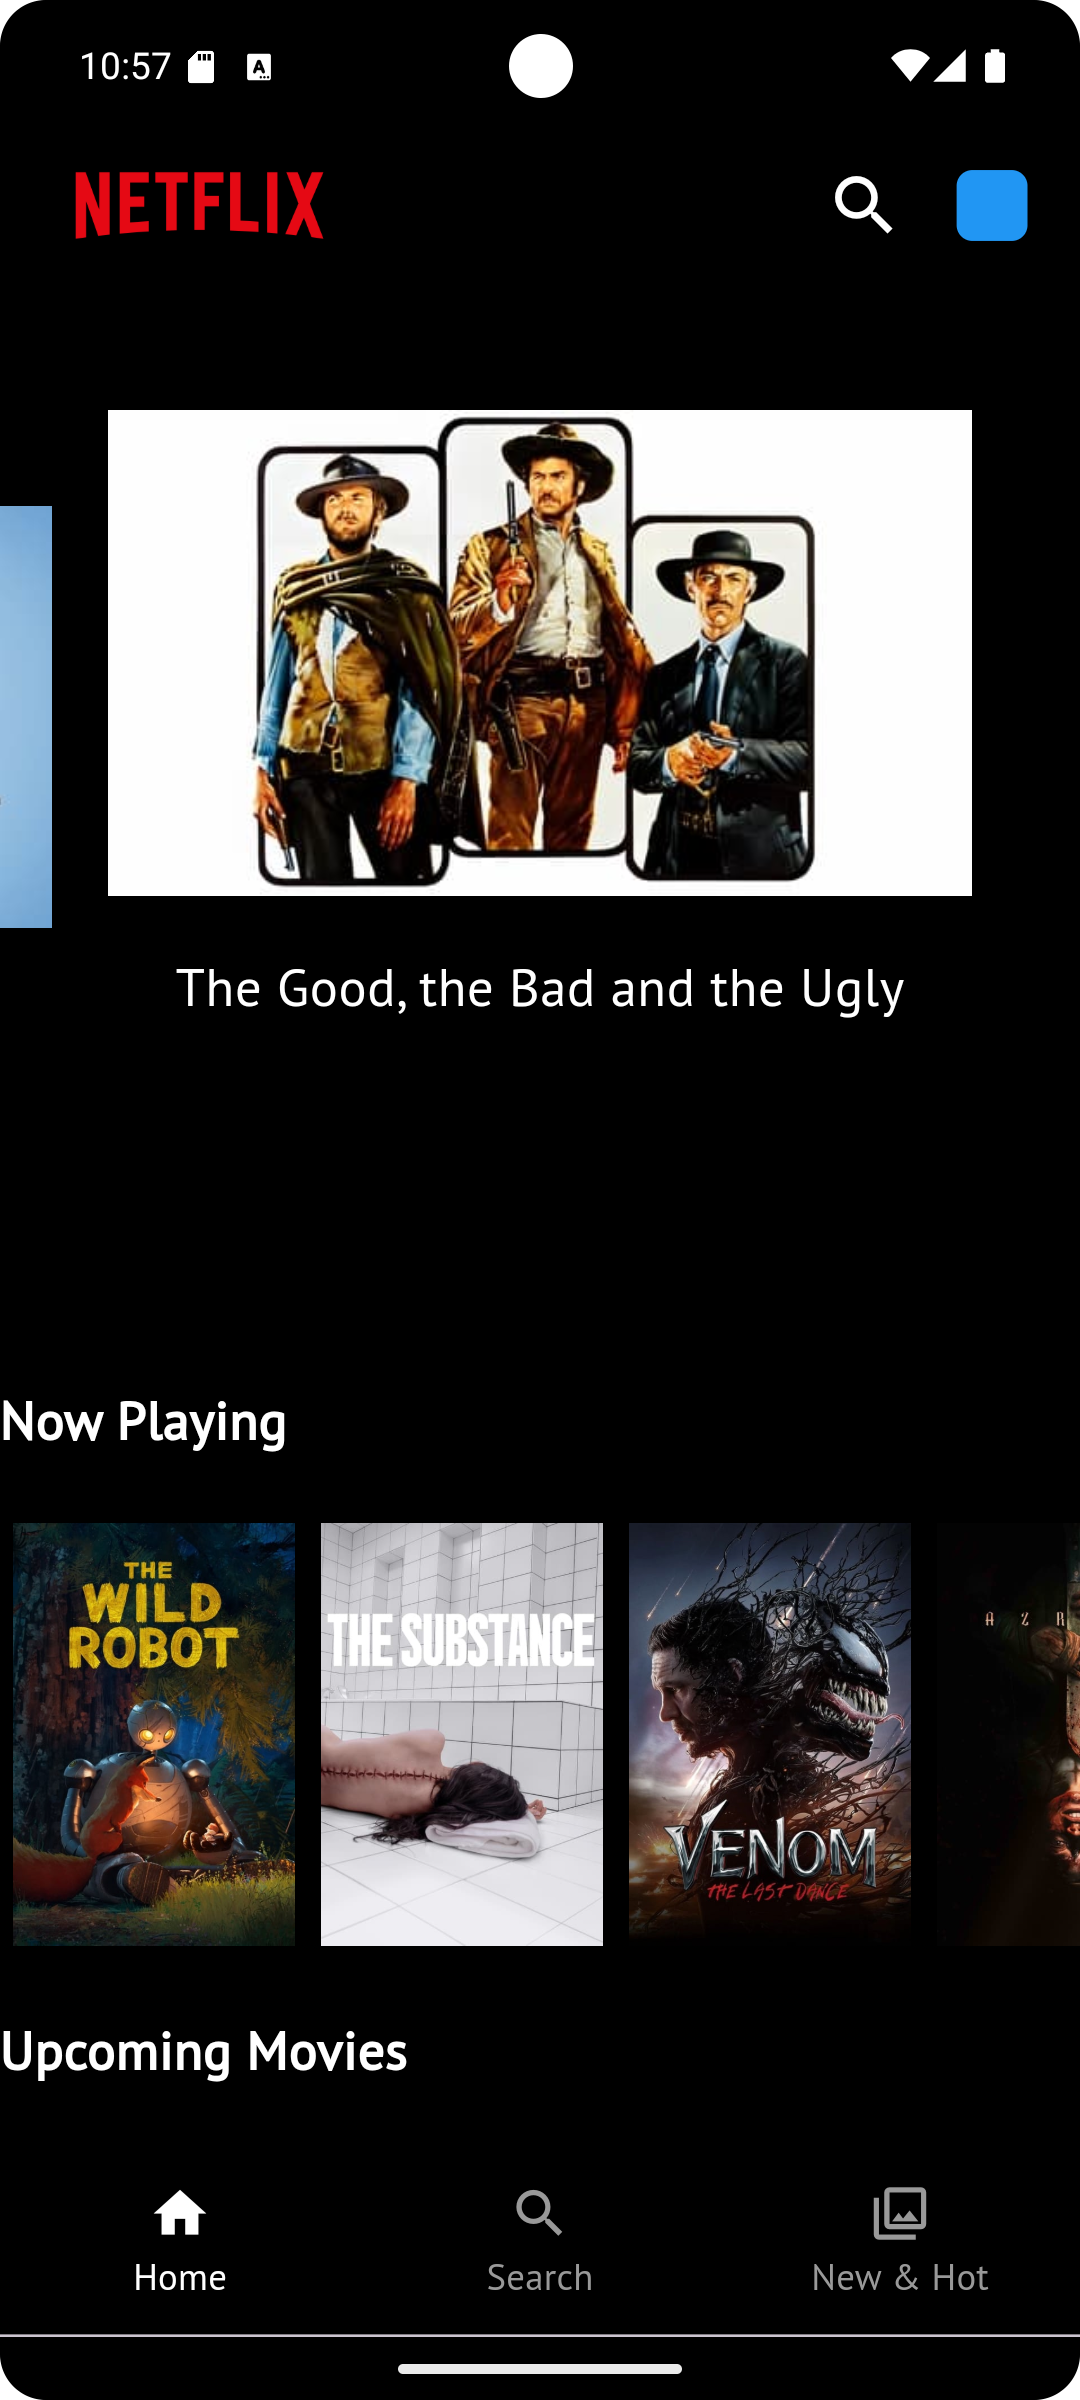 10:57
NETFLIX
The Good, the Bad and the Ugly
Now Playing
THE
WILD
ROBOT
THE SUBSTANCE
VENOM
THE LAST DANCE
A Z R
Upcoming Movies
Home
Search
New & Hot